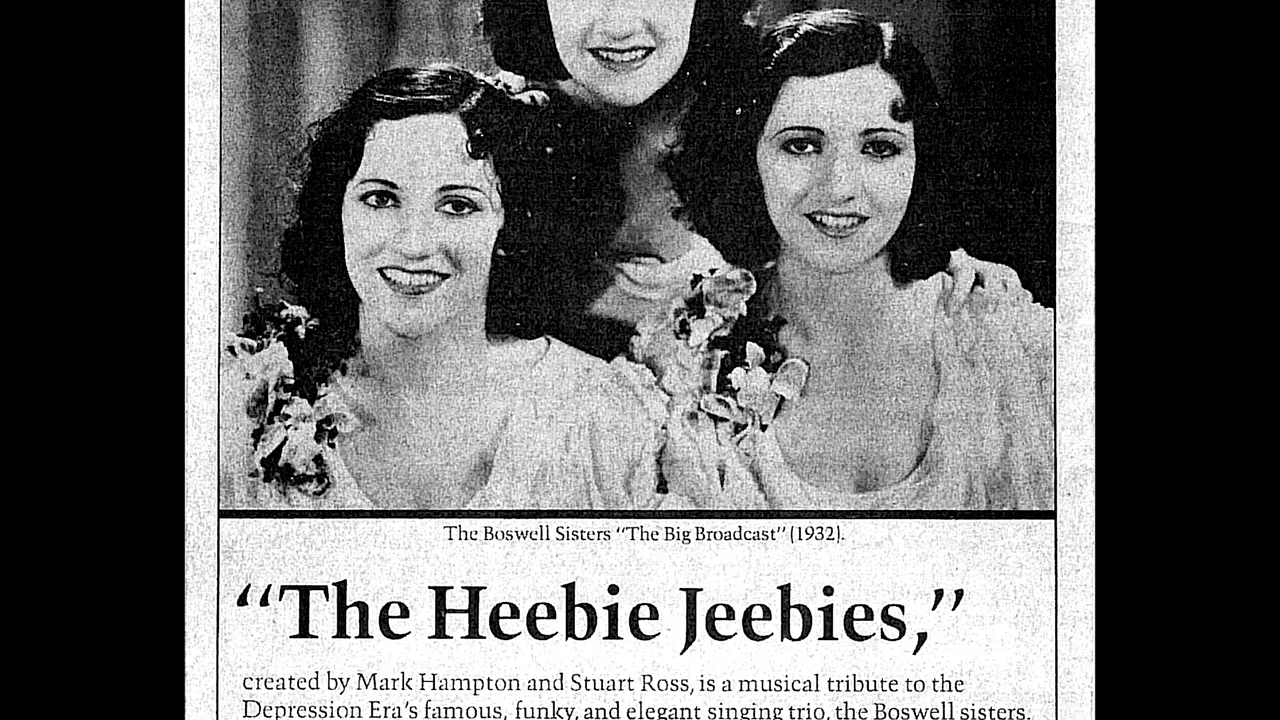 The Boswell Sisters “The Big Broadcast” (1932).
“The Heebie Jeebies,”
created by Mark Hampton and Stuart Ross, is a musical tribute to the
Depression Era’s famous, funky, and elegant singing trio, the Boswell sisters.